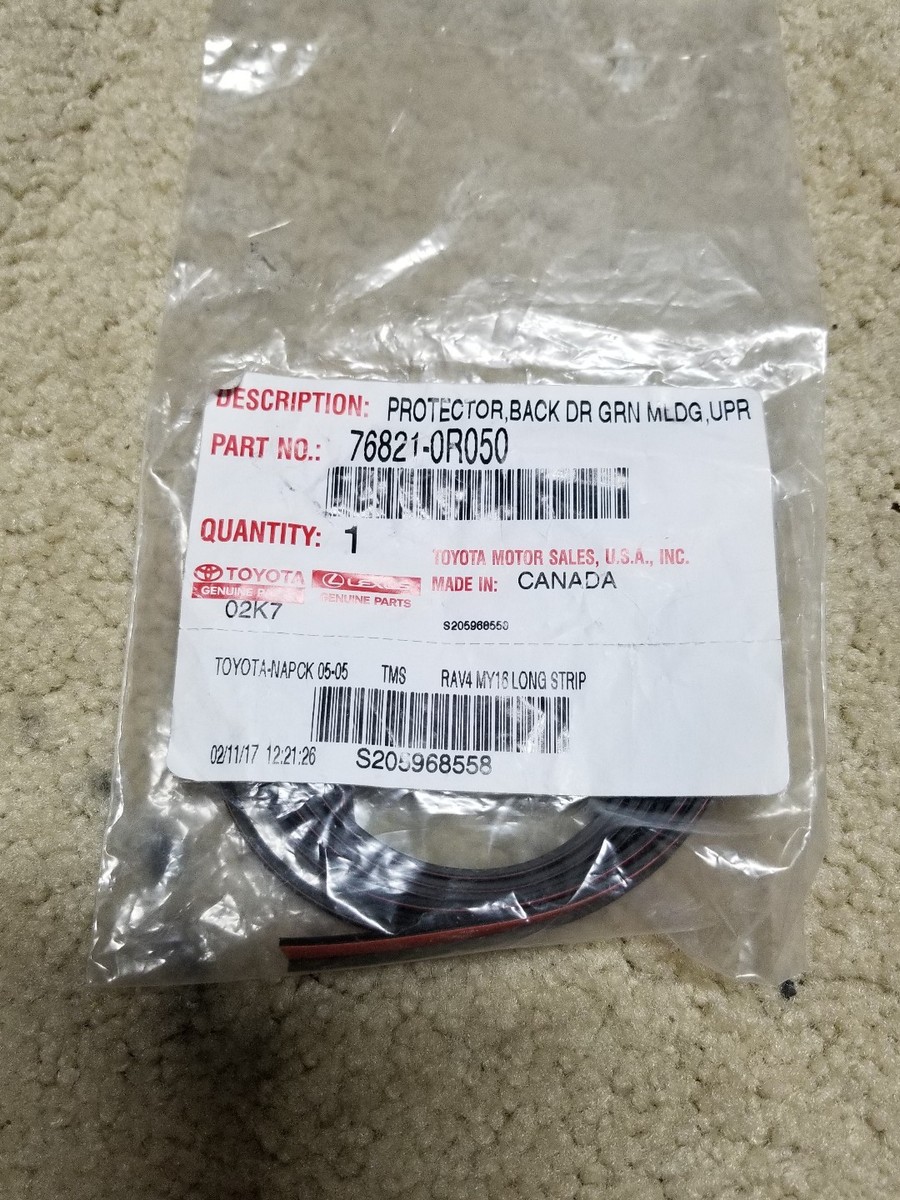 DESCRIPTION: PROTECTOR,BACK DR GRN MLDG,UPR
PART NO.: 76821-0R050
QUANTITY: 1
TOYOTA MOTOR SALES, U.S.A., INC.
TOYOTA LEXUS MADE IN: CANADA
GENUINE PARTS GENUINE PARTS
02K7 S205968558
TOYOTA-NAPCK 05-05 TMS RAV4 MY16 LONG STRIP
02/11/17 12:21:26 S205968558